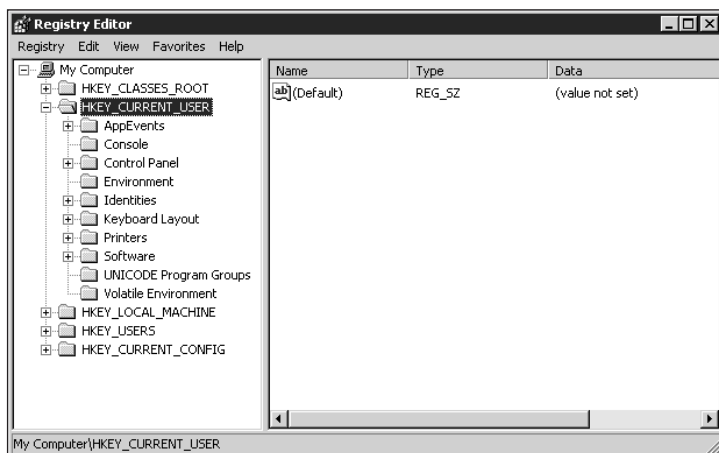 Registry Editor
Registry Edit View Favorites Help
My Computer
HKEY_CLASSES_ROOT
HKEY_CURRENT_USER
AppEvents
Console
Control Panel
Environment
Identities
Keyboard Layout
Printers
Software
UNICODE Program Groups
Volatile Environment
HKEY_LOCAL_MACHINE
HKEY_USERS
HKEY_CURRENT_CONFIG
Name Type Data
ab (Default) REG_SZ (value not set)
My Computer\HKEY_CURRENT_USER